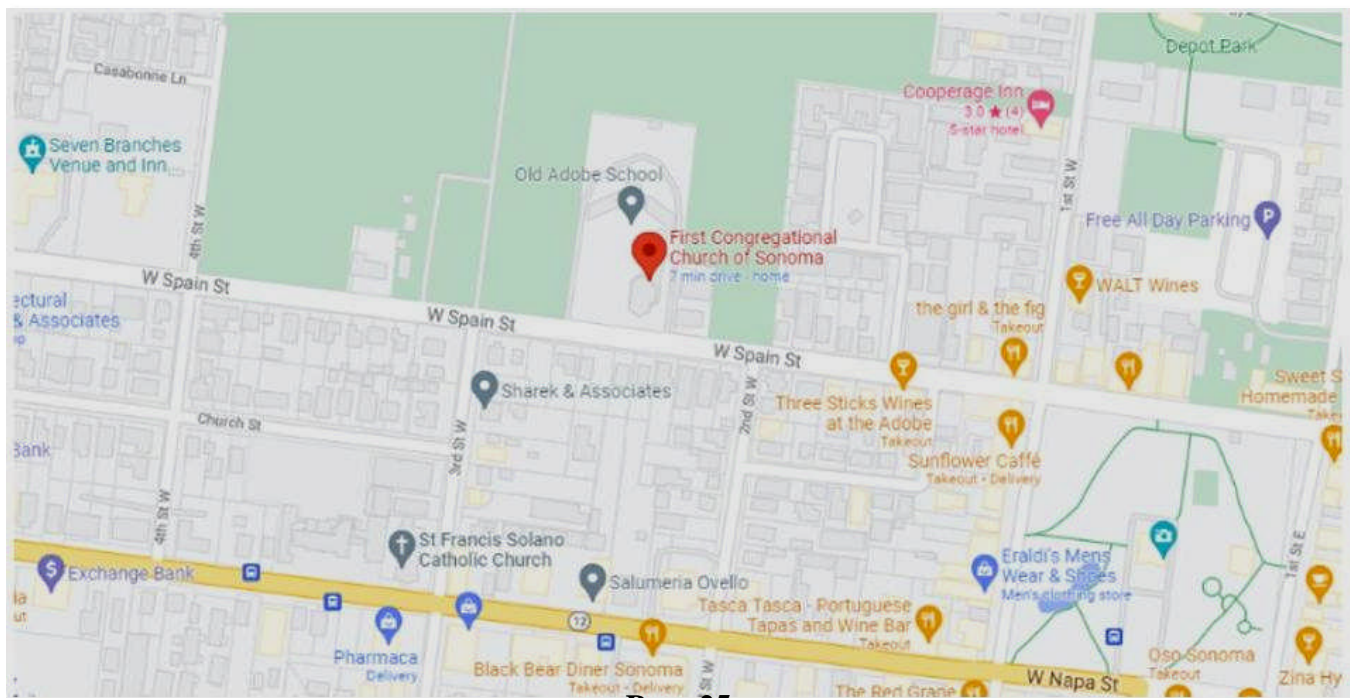 Depot Park
Casabonne Ln
Cooperage Inn
3.0 ★ (4)
5-star hotel
Seven Branches
Venue and Inn...
Old Adobe School
1st St W
Free All Day Parking
P
4th St W
First Congregational
Church of Sonoma
7 min drive - home
W Spain St
WALT Wines
ectural
& Associates
the girl & the fig
Takeout
W Spain St
W Spain St
Sharek & Associates
2nd St W
Three Sticks Wines
at the Adobe
Takeout
Sweet S
Homemade
Take
Church St
3rd St W
Bank
Sunflower Caffé
Takeout • Delivery
4th St W
St Francis Solano
Catholic Church
Eraldi's Mens
Wear & Shoes
Men's clothing store
1st St E
$
Exchange Bank
Salumeria Ovello
ia
out
12
Tasca Tasca - Portuguese
Tapas and Wine Bar
Takeout
Pharmaca
Delivery
Black Bear Diner Sonoma
Takeout • Delivery
St W
Oso Sonoma
Takeout
Zina Hy
The Red Grape
W Napa St